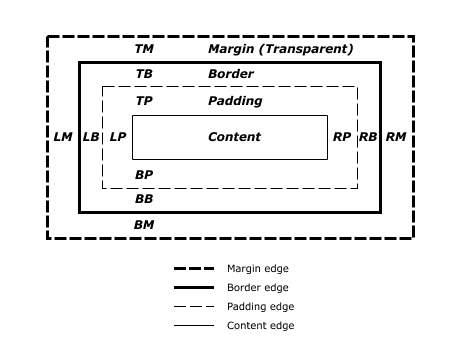 TM Margin (Transparent)
TB Border
TP Padding
LM LB LP Content RP RB RM
BP
BB
BM
Margin edge
Border edge
Padding edge
Content edge